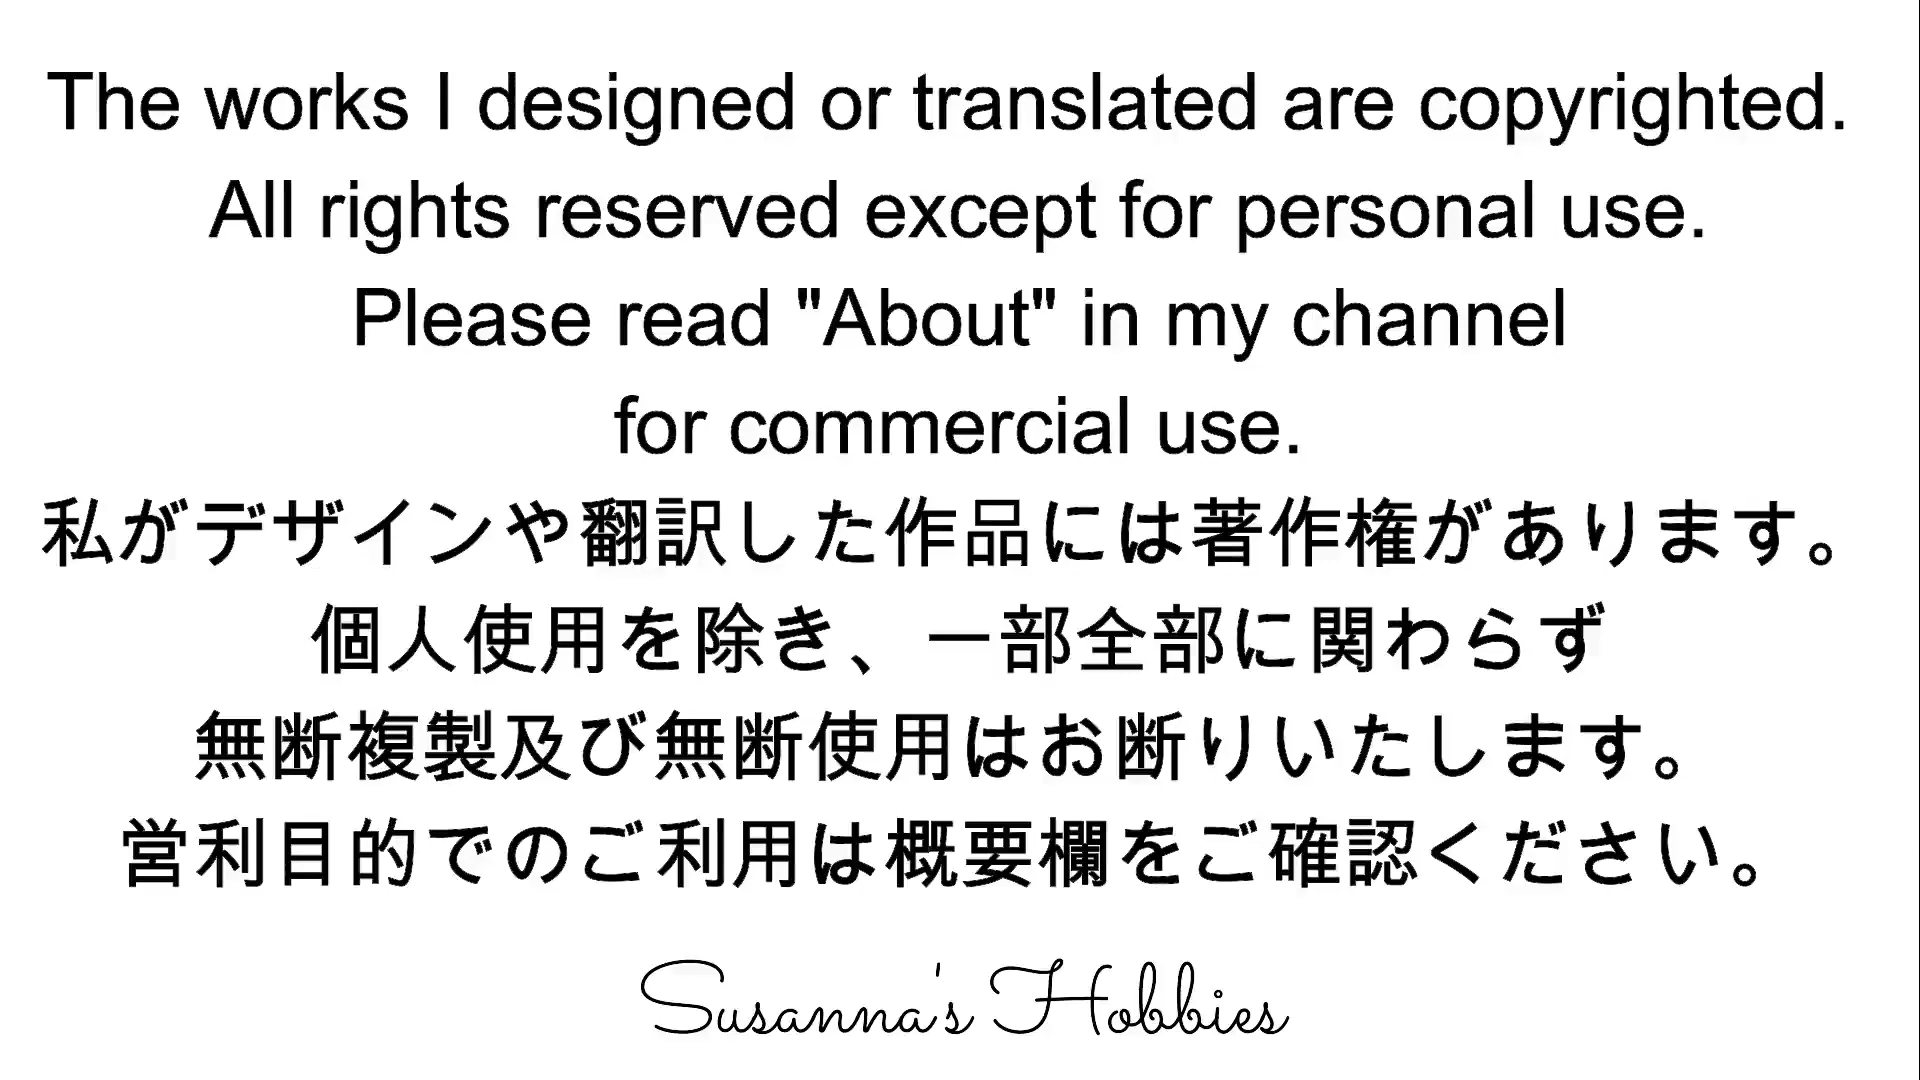 The works I designed or translated are copyrighted.
All rights reserved except for personal use.
Please read "About" in my channel
for commercial use.
私がデザインや翻訳した作品には著作権があります。
個人使用を除き、一部全部に関わらず
無断複製及び無断使用はお断りいたします。
営利目的でのご利用は概要欄をご確認ください。
Susanna's Hobbies